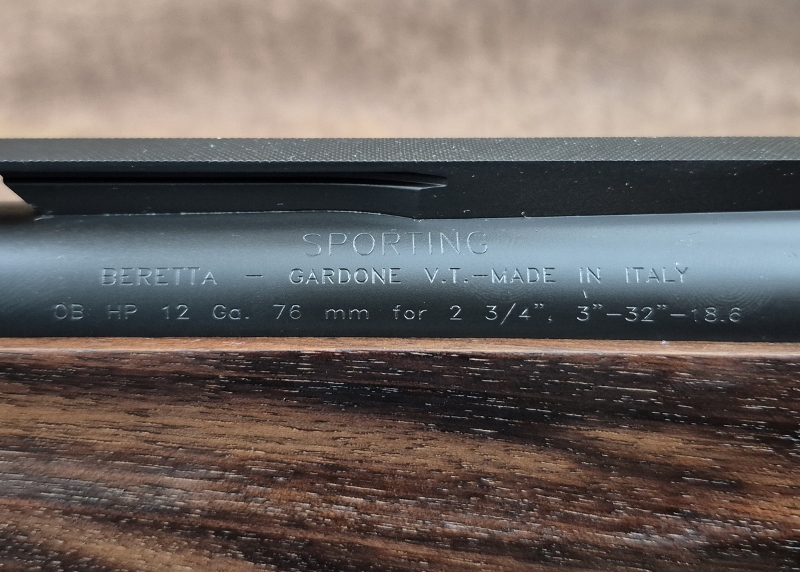 SPORTING
BERETTA - GARDONE V.T.-MADE IN ITALY
OB HP 12 Ga. 76 mm for 2 3/4", 3"-32"-18.6